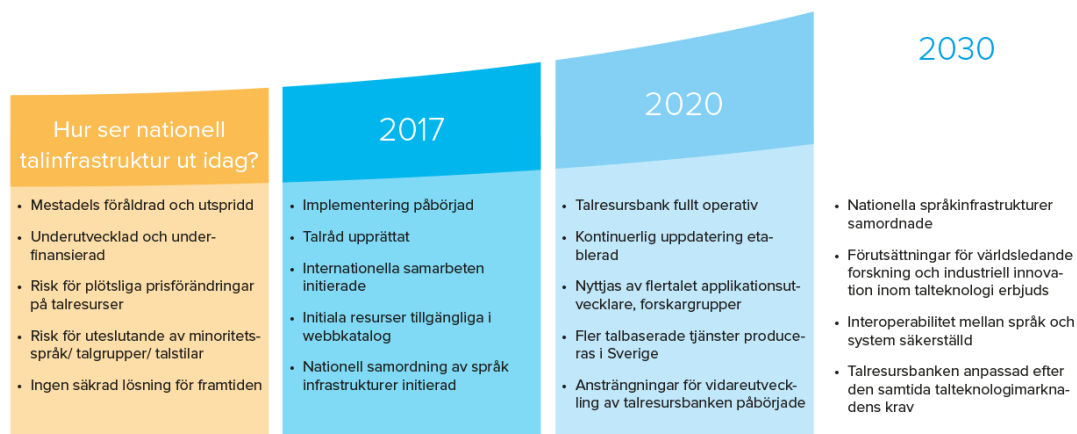 Hur ser nationell
talinfrastruktur ut idag?
• Mestadels föråldrad och utspridd
• Underutvecklad och under-
finansierad
• Risk för plötsliga prisförändringar
på talresurser
• Risk för uteslutande av minoritets-
språk/ talgrupper/ talstilar
• Ingen säkrad lösning för framtiden
2017
• Implementering påbörjad
• Talråd upprättat
• Internationella samarbeten
initierade
• Initiala resurser tillgängliga i
webbkatalog
• Nationell samordning av språk
infrastrukturer initierad
2020
• Talresursbank fullt operativ
• Kontinuerlig uppdatering etab-
lerad
• Nyttjas av flertalet applikationsut-
vecklare, forskargrupper
• Fler talbaserade tjänster produce-
ras i Sverige
• Ansträngningar för vidareutveck-
ling av talresursbanken påbörjade
2030
• Nationella språkinfrastrukturer
samordnade
• Förutsättningar för världsledande
forskning och industriell innova-
tion inom talteknologi erbjuds
• Interoperabilitet mellan språk och
system säkerställd
• Talresursbanken anpassad efter
den samtida talteknologimarkna-
dens krav